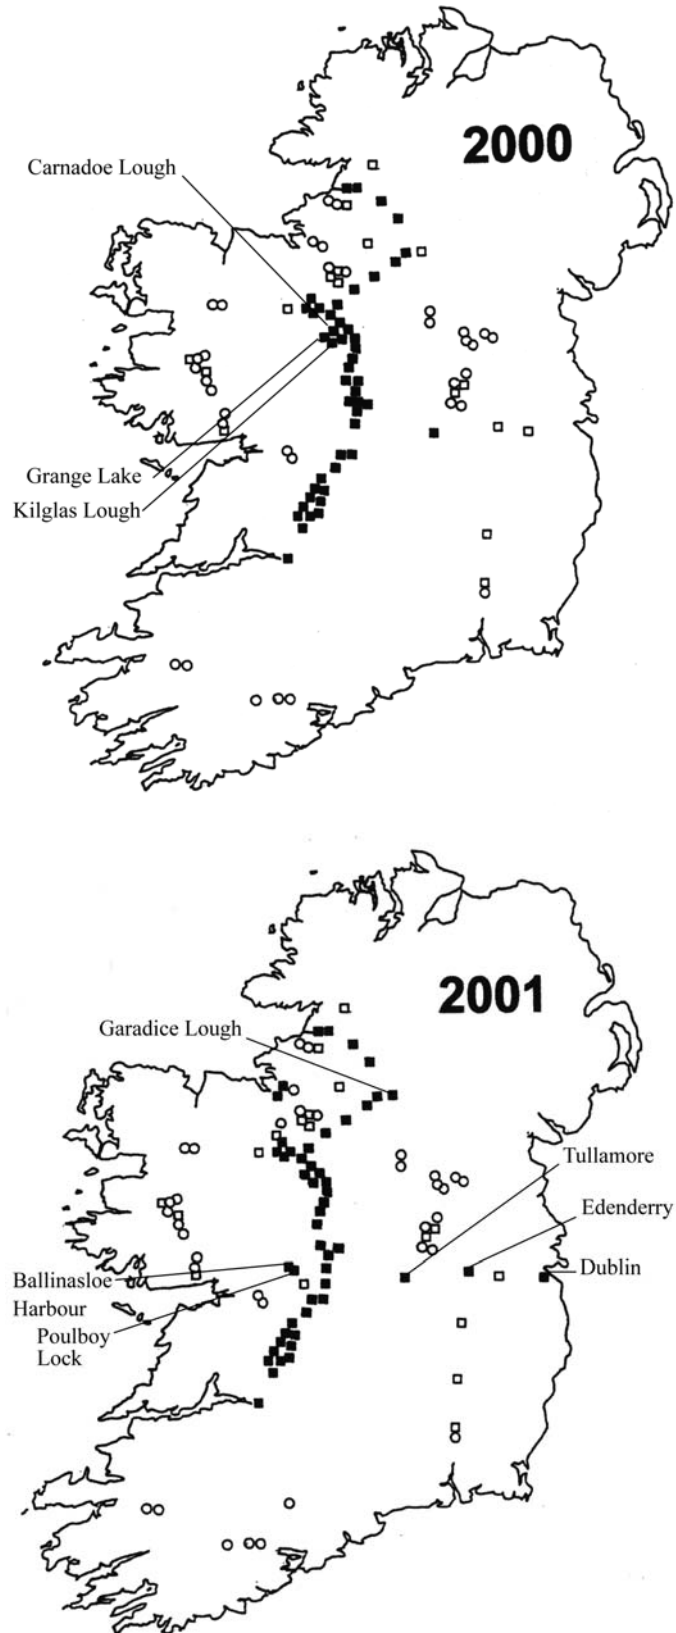 2000
Carnadoe Lough
Grange Lake
Kilglas Lough
2001
Garadice Lough
Tullamore
Edenderry
Dublin
Ballinasloe
Harbour
Poulboy
Lock